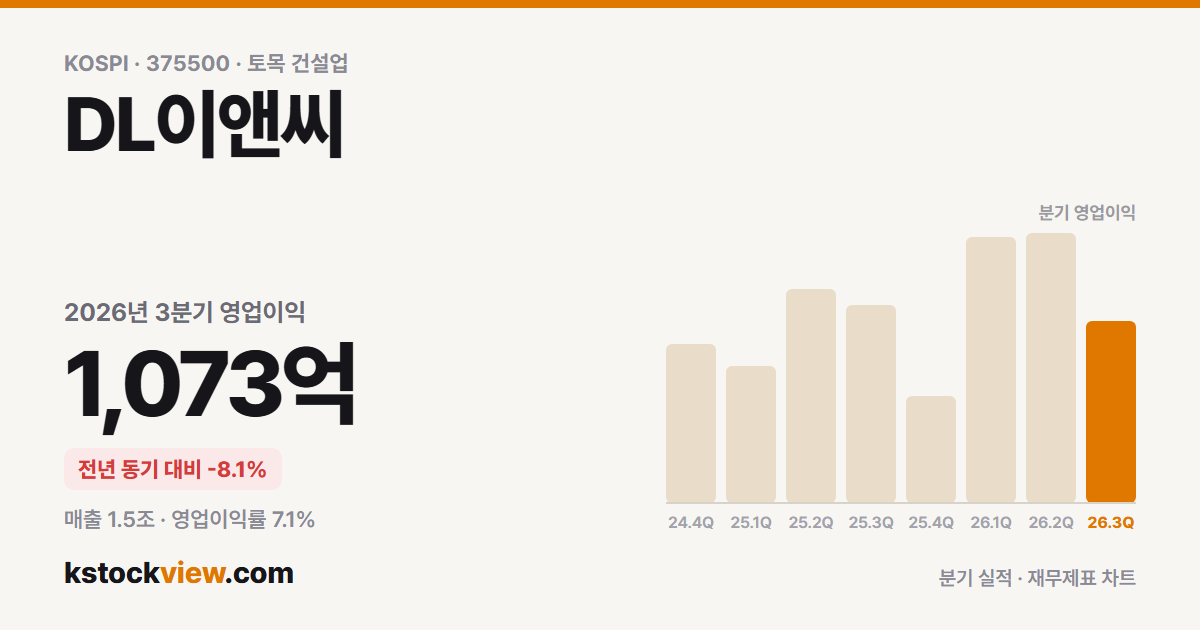 KOSPI · 375500 · 토목 건설업
DL이앤씨
분기 영업이익
2026년 3분기 영업이익
1,073억
전년 동기 대비 -8.1%
매출 1.5조 · 영업이익률 7.1%
24.4Q 25.1Q 25.2Q 25.3Q 25.4Q 26.1Q 26.2Q 26.3Q
kstockview.com
분기 실적 · 재무제표 차트